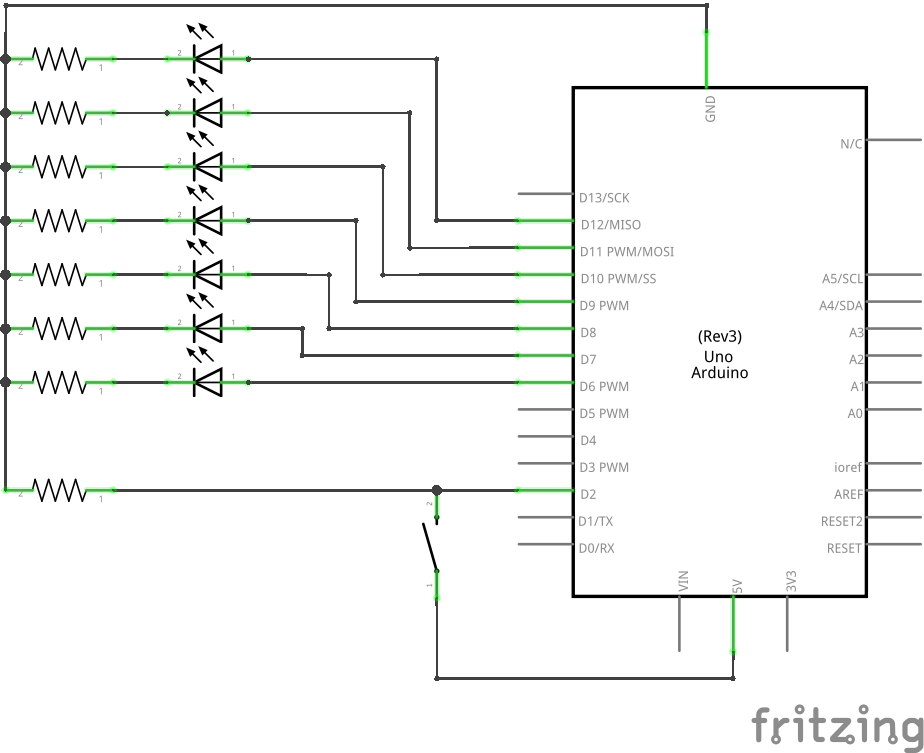 2 1 2 1
GND
2 1 2 1
N/C
2 1 2 1
D13/SCK
2 1 2 1
D12/MISO
D11 PWM/MOSI
2 1 2 1
D10 PWM/SS
A5/SCL
D9 PWM
A4/SDA
2 1 2 1
D8
(Rev3)
A3
Uno
D7
A2
Arduino
2 1 2 1
D6 PWM
A1
D5 PWM
A0
D4
D3 PWM
ioref
2 1
D2
AREF
2
D1/TX
RESET2
D0/RX
RESET
1
VIN
5V
3V3
fritzing